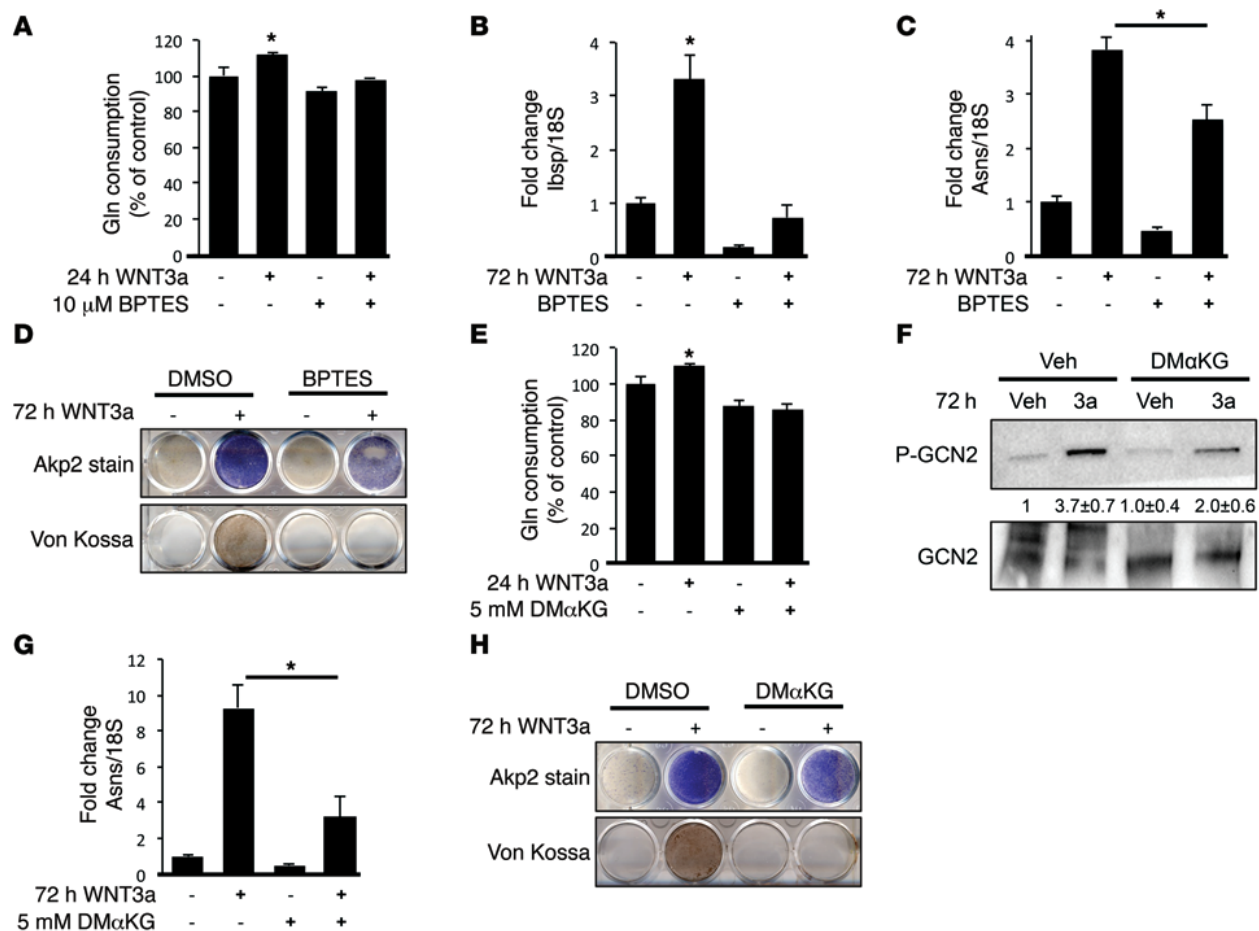 A
Gln consumption
(% of control)
120
100
80
60
40
20
0
*
24 h WNT3a - + - +
10 μM BPTES - - + +
B
Fold change
Ibsp/18S
4
3
2
1
0
*
72 h WNT3a - + - +
BPTES - - + +
C
Fold change
Asns/18S
4
3
2
1
0
*
72 h WNT3a - + - +
BPTES - - + +
D
DMSO BPTES
72 h WNT3a - + - +
Akp2 stain
Von Kossa
E
Gln consumption
(% of control)
120
100
80
60
40
20
0
*
24 h WNT3a - + - +
5 mM DMαKG - - + +
F
Veh DMαKG
72 h Veh 3a Veh 3a
P-GCN2
1 3.7±0.7 1.0±0.4 2.0±0.6
GCN2
G
Fold change
Asns/18S
12
10
8
6
4
2
0
*
72 h WNT3a - + - +
5 mM DMαKG - - + +
H
DMSO DMαKG
72 h WNT3a - + - +
Akp2 stain
Von Kossa